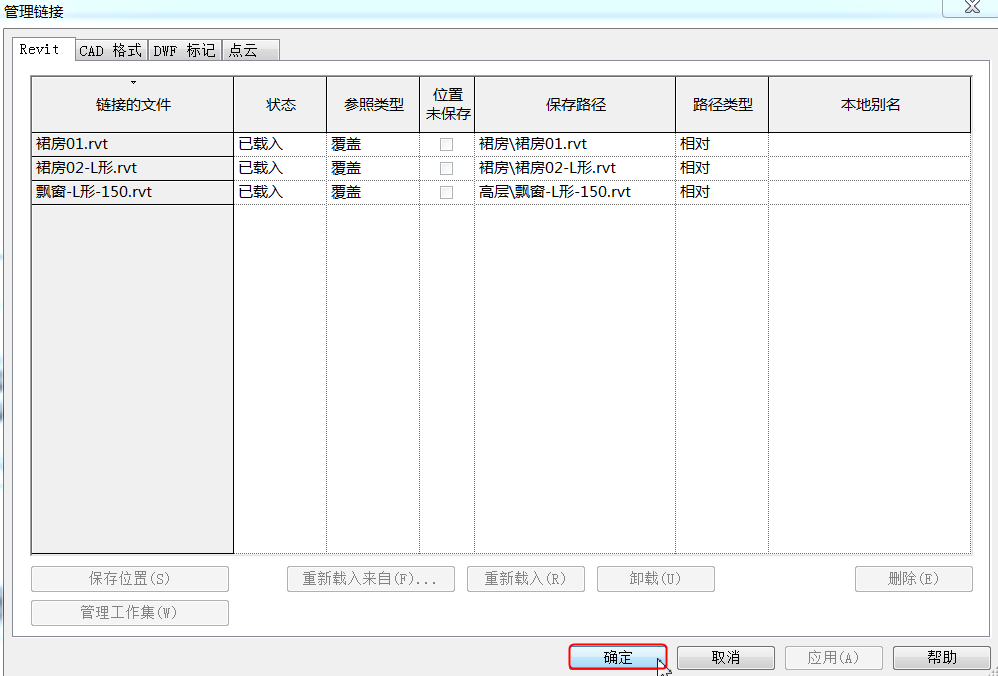 管理链接
Revit CAD 格式 DWF 标记 点云
链接的文件 状态 参照类型 位置未保存 保存路径 路径类型 本地别名
裙房01.rvt 已载入 覆盖 裙房\裙房01.rvt 相对
裙房02-L形.rvt 已载入 覆盖 裙房\裙房02-L形.rvt 相对
飘窗-L形-150.rvt 已载入 覆盖 高层\飘窗-L形-150.rvt 相对
保存位置(S) 重新载入来自(F)... 重新载入(R) 卸载(U) 删除(E)
管理工作集(W)
确定 取消 应用(A) 帮助